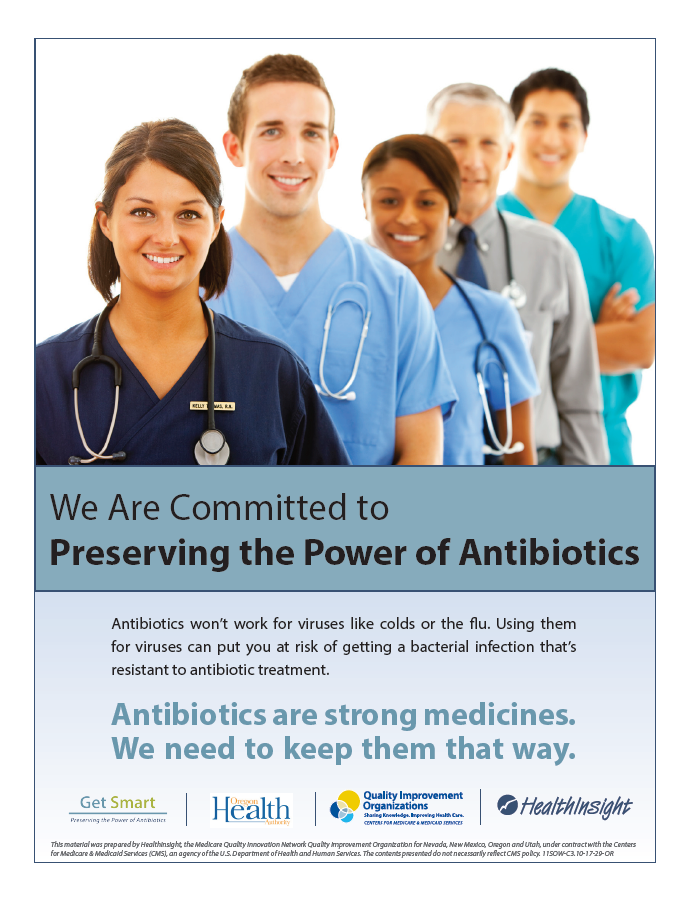 We Are Committed to
Preserving the Power of Antibiotics
Antibiotics won't work for viruses like colds or the flu. Using them
for viruses can put you at risk of getting a bacterial infection that's
resistant to antibiotic treatment.
Antibiotics are strong medicines.
We need to keep them that way.
Get Smart
Preserving the Power of Antibiotics
Oregon
Health
Authority
Quality Improvement
Organizations
Sharing Knowledge. Improving Health Care.
CENTERS FOR MEDICARE & MEDICAID SERVICES
HealthInsight
This material was prepared by HealthInsight, the Medicare Quality Innovation Network Quality Improvement Organization for Nevada, New Mexico, Oregon and Utah, under contract with the Centers
for Medicare & Medicaid Services (CMS), an agency of the U.S. Department of Health and Human Services. The contents presented do not necessarily reflect CMS policy. 11SOW-C3.10-17-29-OR